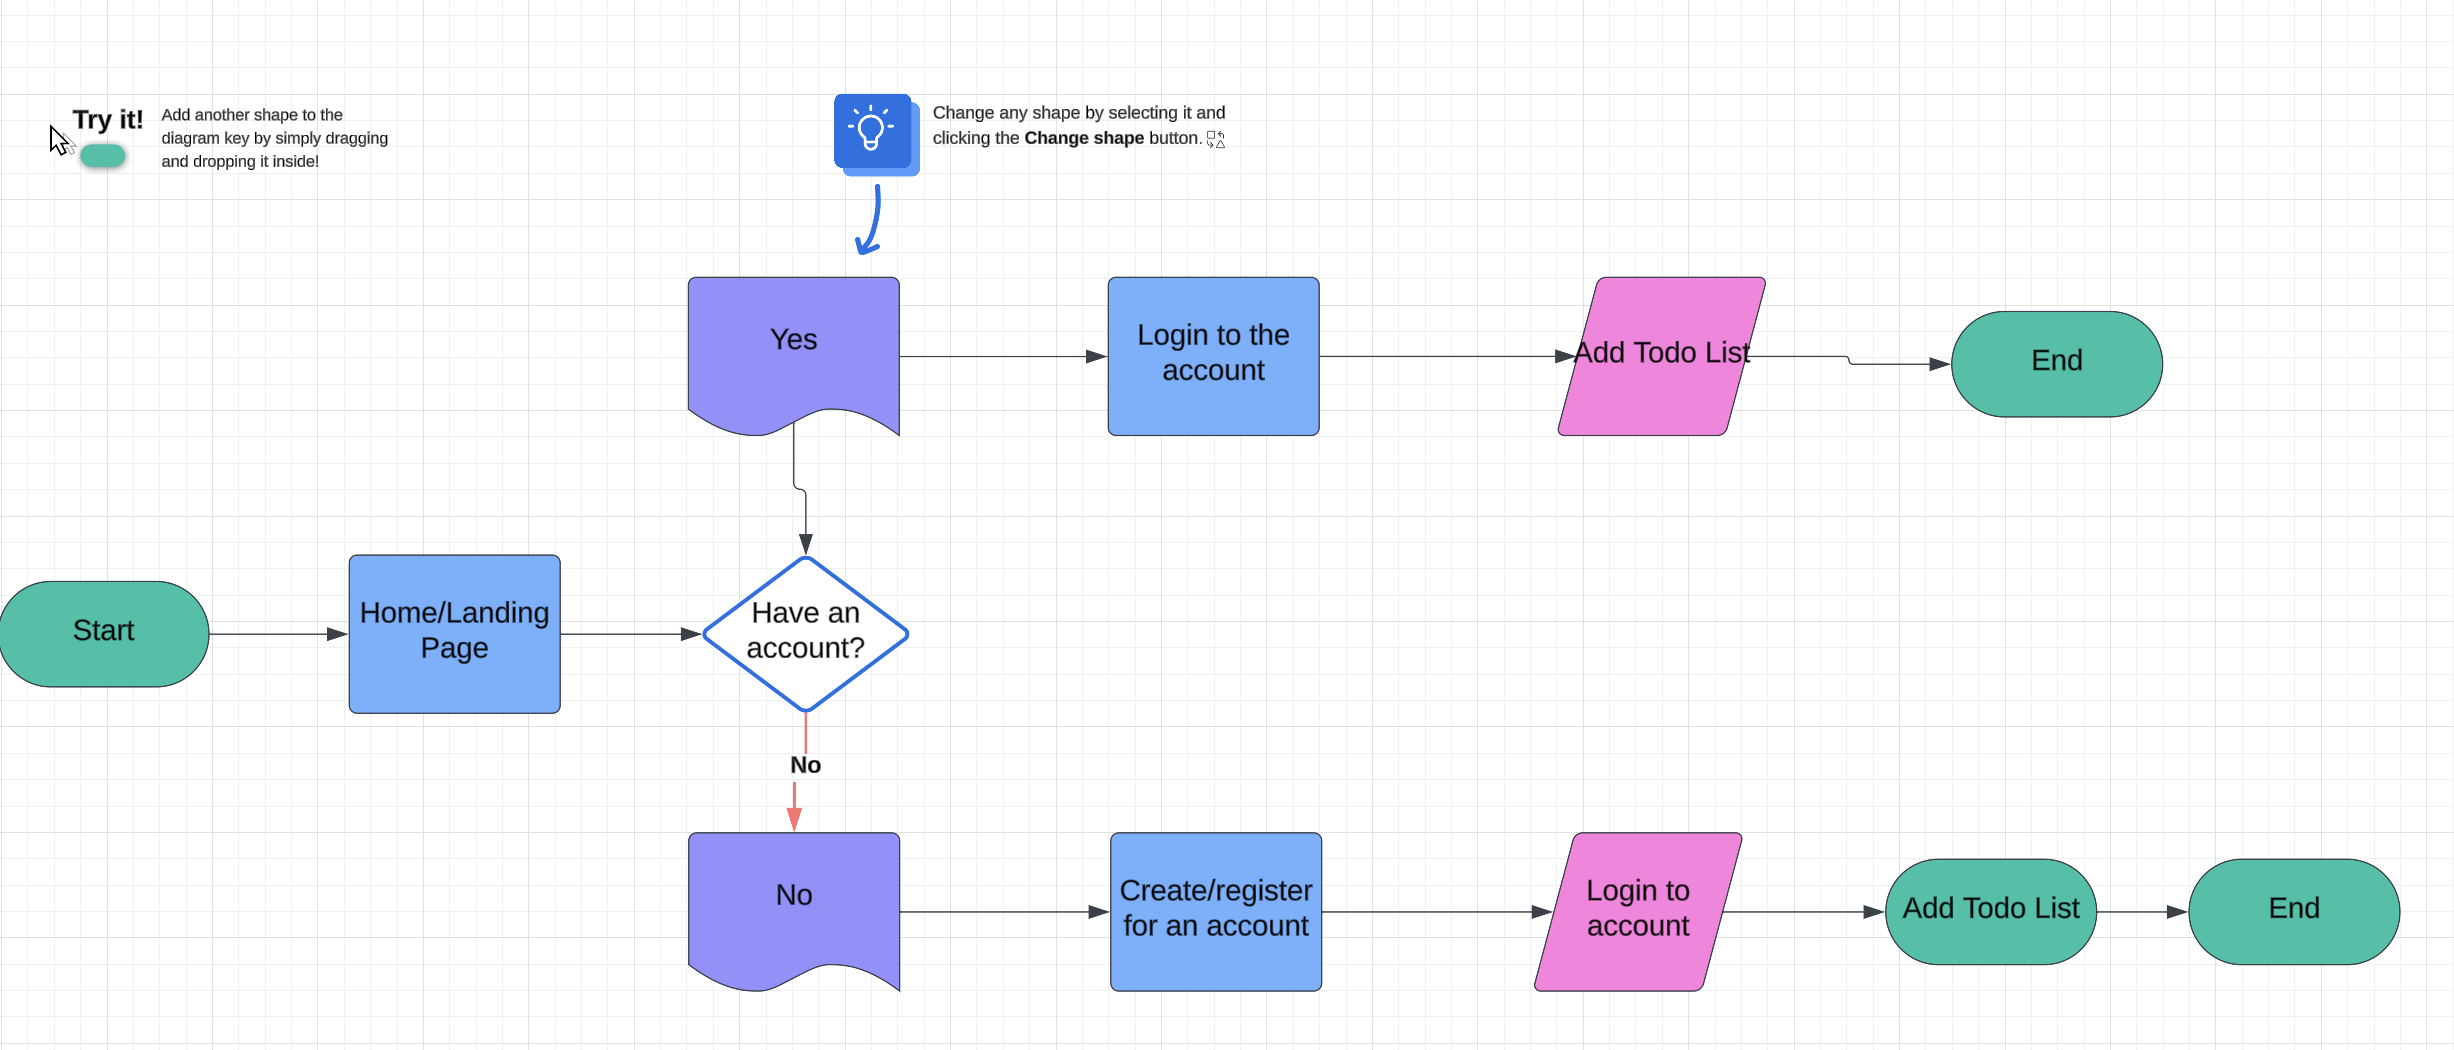 Try it!
Add another shape to the
diagram key by simply dragging
and dropping it inside!
Change any shape by selecting it and
clicking the Change shape button.
Yes
Login to the
account
Add Todo List
End
Start
Home/Landing
Page
Have an
account?
No
No
Create/register
for an account
Login to
account
Add Todo List
End